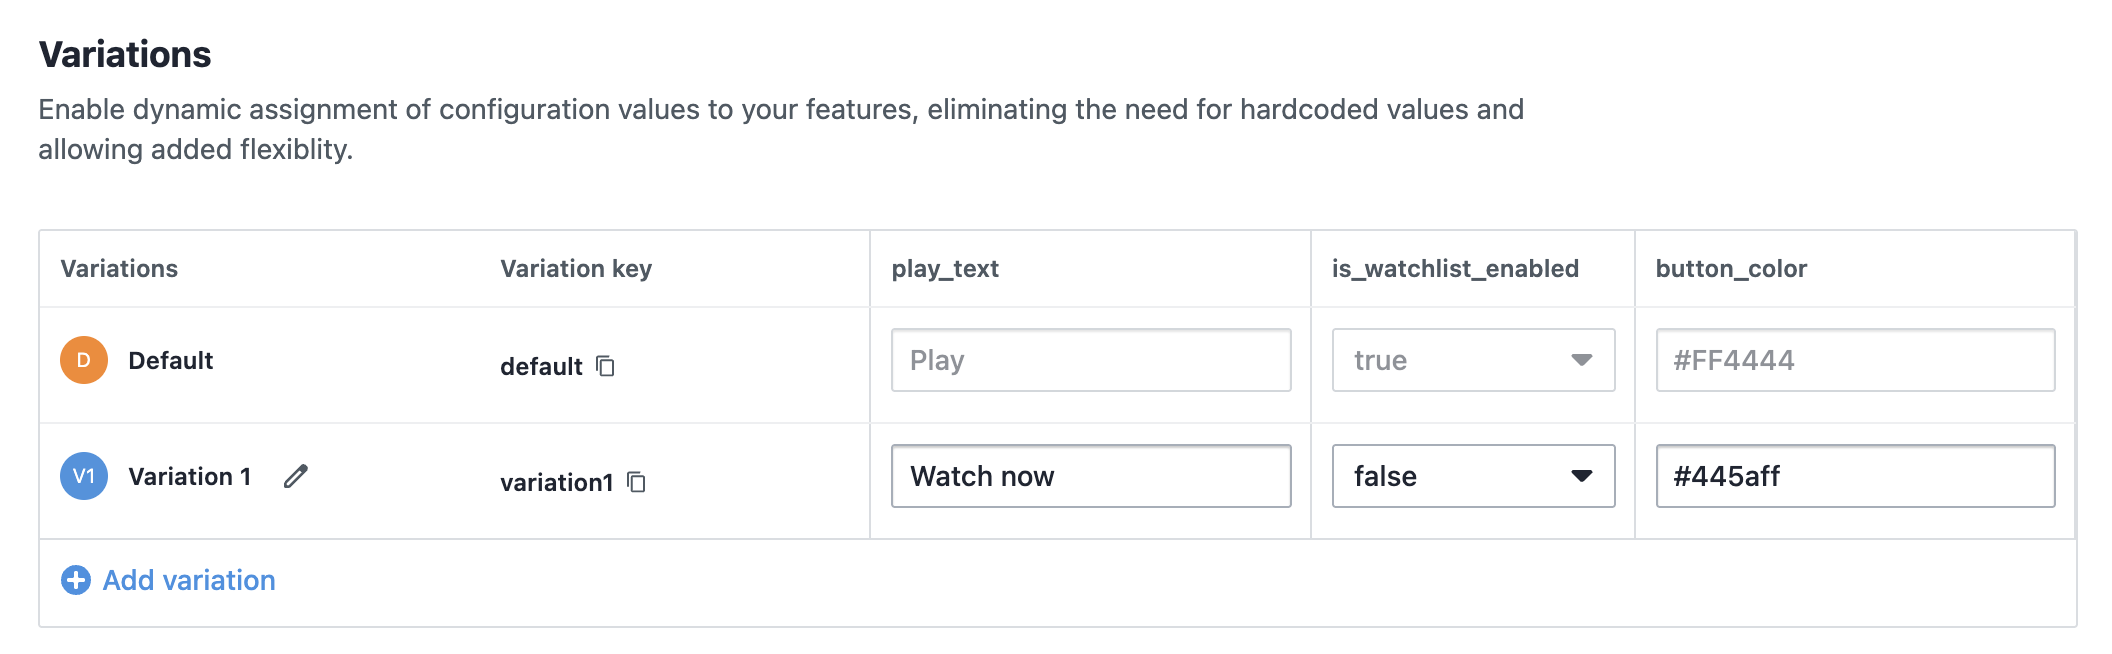 Variations
Enable dynamic assignment of configuration values to your features, eliminating the need for hardcoded values and
allowing added flexiblity.
Variations Variation key play_text is_watchlist_enabled button_color
D Default default Play true #FF4444
V1 Variation 1 variation1 Watch now false #445aff
Add variation